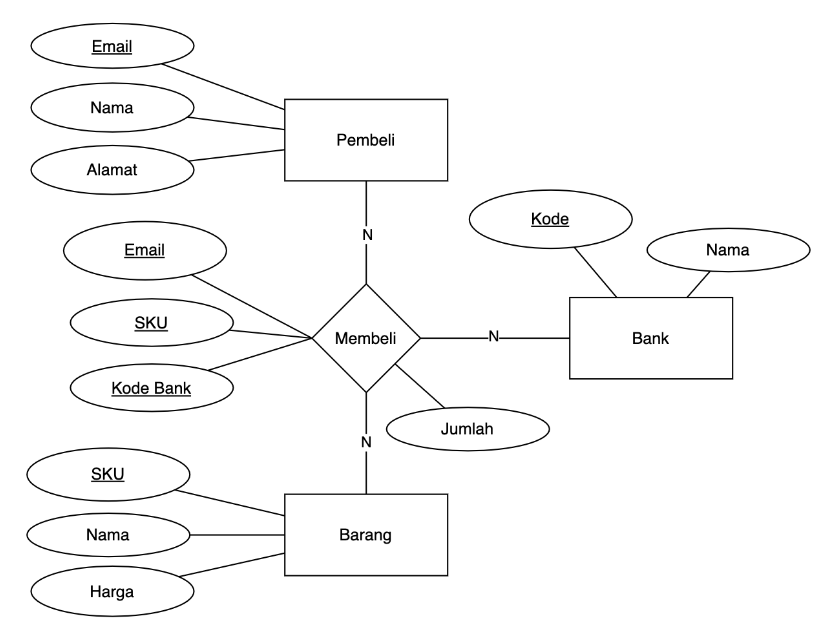 Email
Nama
Pembeli
Alamat
Kode
N
Email
Nama
SKU
Membeli
N
Bank
Kode Bank
Jumlah
N
SKU
Nama
Barang
Harga